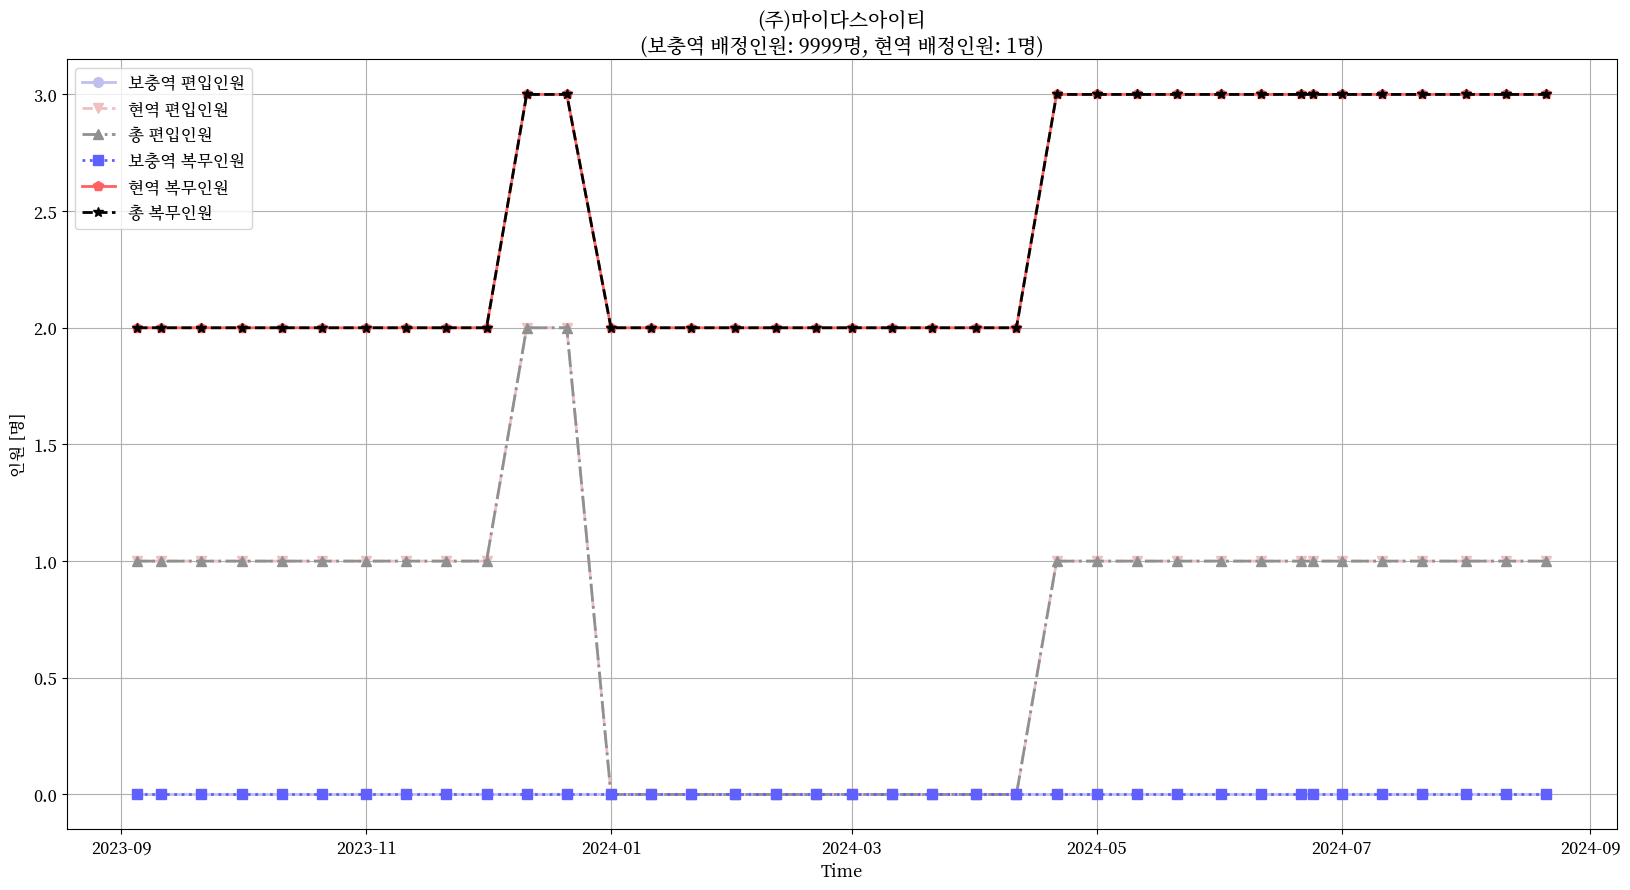 (주)마이다스아이티
(보충역 배정인원: 9999명, 현역 배정인원: 1명)
보충역 편입인원
현역 편입인원
총 편입인원
보충역 복무인원
현역 복무인원
총 복무인원
인원 [명]
3.0
2.5
2.0
1.5
1.0
0.5
0.0
2023-09 2023-11 2024-01 2024-03 2024-05 2024-07 2024-09
Time